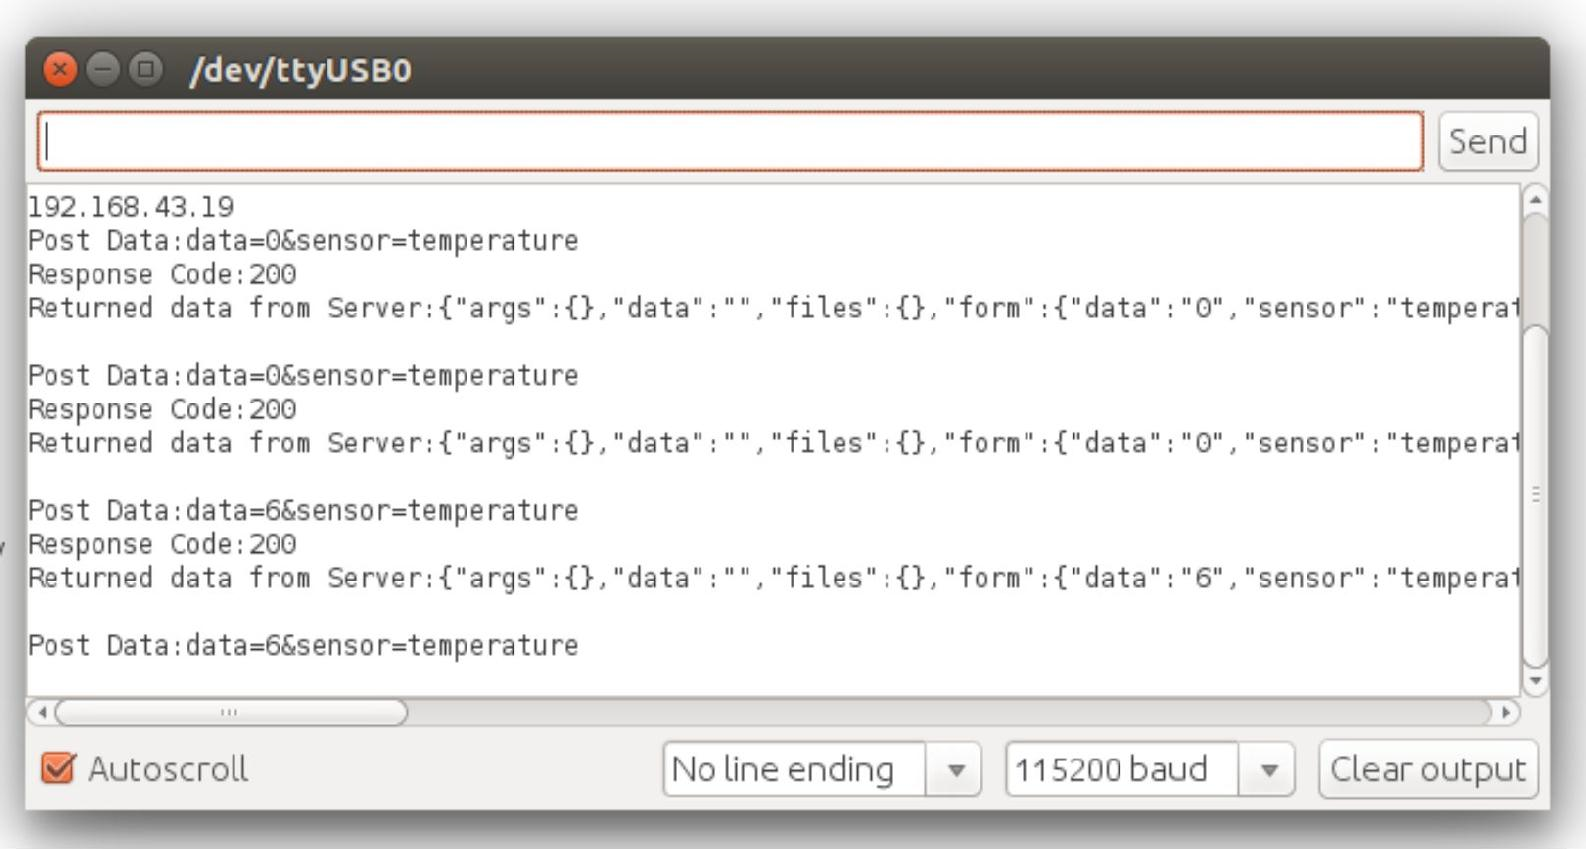 /dev/ttyUSB0
Send
192.168.43.19
Post Data:data=0&sensor=temperature
Response Code:200
Returned data from Server:{"args":{},"data":"","files":{},"form":{"data":"0","sensor":"temperat
Post Data:data=0&sensor=temperature
Response Code:200
Returned data from Server:{"args":{},"data":"","files":{},"form":{"data":"0","sensor":"temperat
Post Data:data=6&sensor=temperature
Response Code:200
Returned data from Server:{"args":{},"data":"","files":{},"form":{"data":"6","sensor":"temperat
Post Data:data=6&sensor=temperature
Autoscroll
No line ending
115200 baud
Clear output